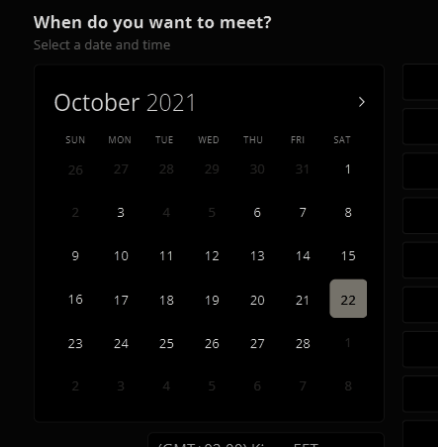 When do you want to meet?
Select a date and time
October 2021
SUN MON TUE WED THU FRI SAT
26 27 28 29 30 31 1
2 3 4 5 6 7 8
9 10 11 12 13 14 15
16 17 18 19 20 21 22
23 24 25 26 27 28 1
2 3 4 5 6 7 8